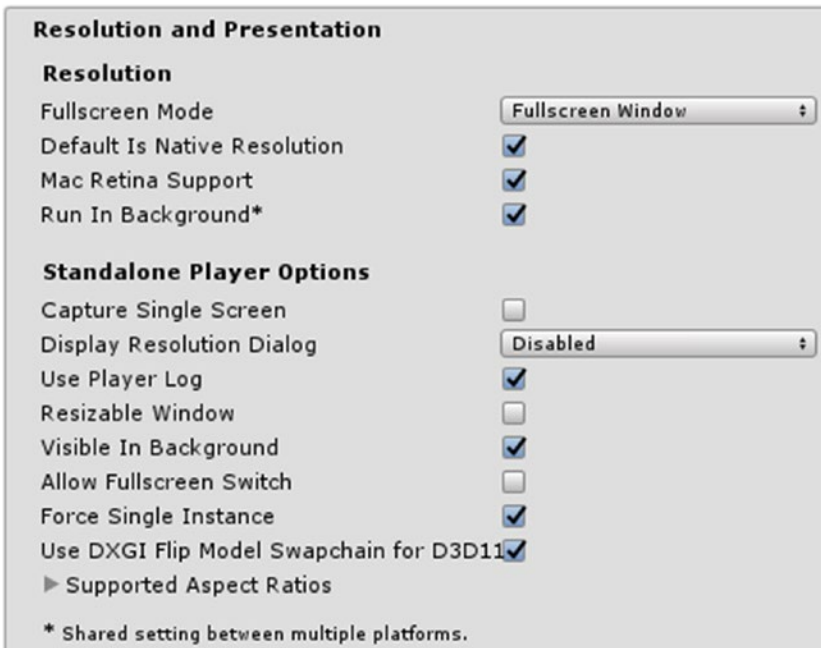 Resolution and Presentation
Resolution
Fullscreen Mode Fullscreen Window
Default Is Native Resolution
Mac Retina Support
Run In Background*
Standalone Player Options
Capture Single Screen
Display Resolution Dialog Disabled
Use Player Log
Resizable Window
Visible In Background
Allow Fullscreen Switch
Force Single Instance
Use DXGI Flip Model Swapchain for D3D11
Supported Aspect Ratios
* Shared setting between multiple platforms.